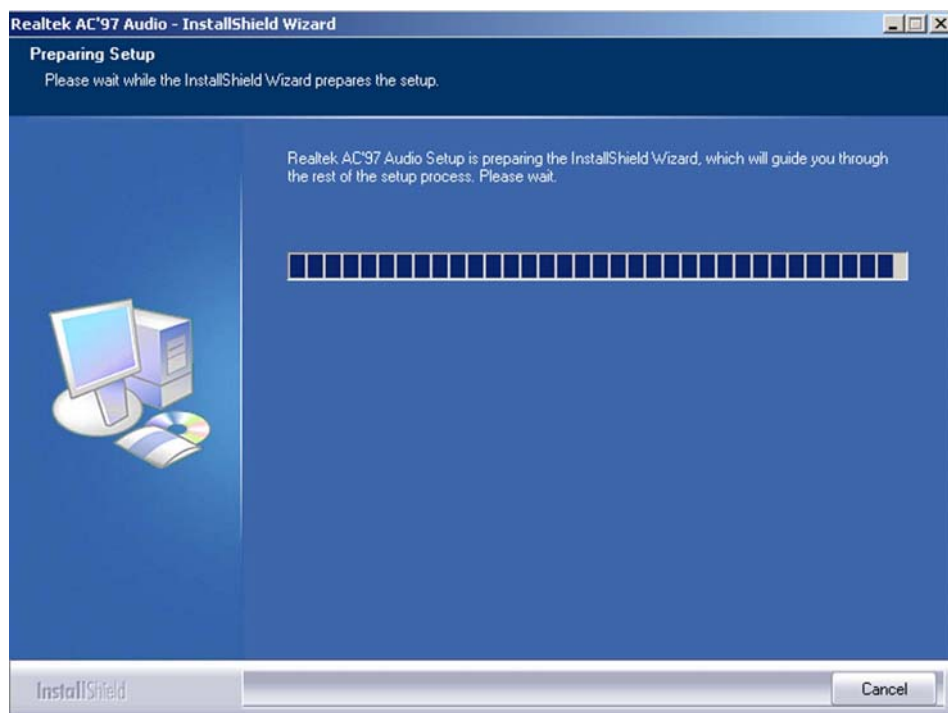 Realtek AC'97 Audio - InstallShield Wizard
Preparing Setup
Please wait while the InstallShield Wizard prepares the setup.
Realtek AC'97 Audio Setup is preparing the InstallShield Wizard, which will guide you through
the rest of the setup process. Please wait.
InstallShield
Cancel